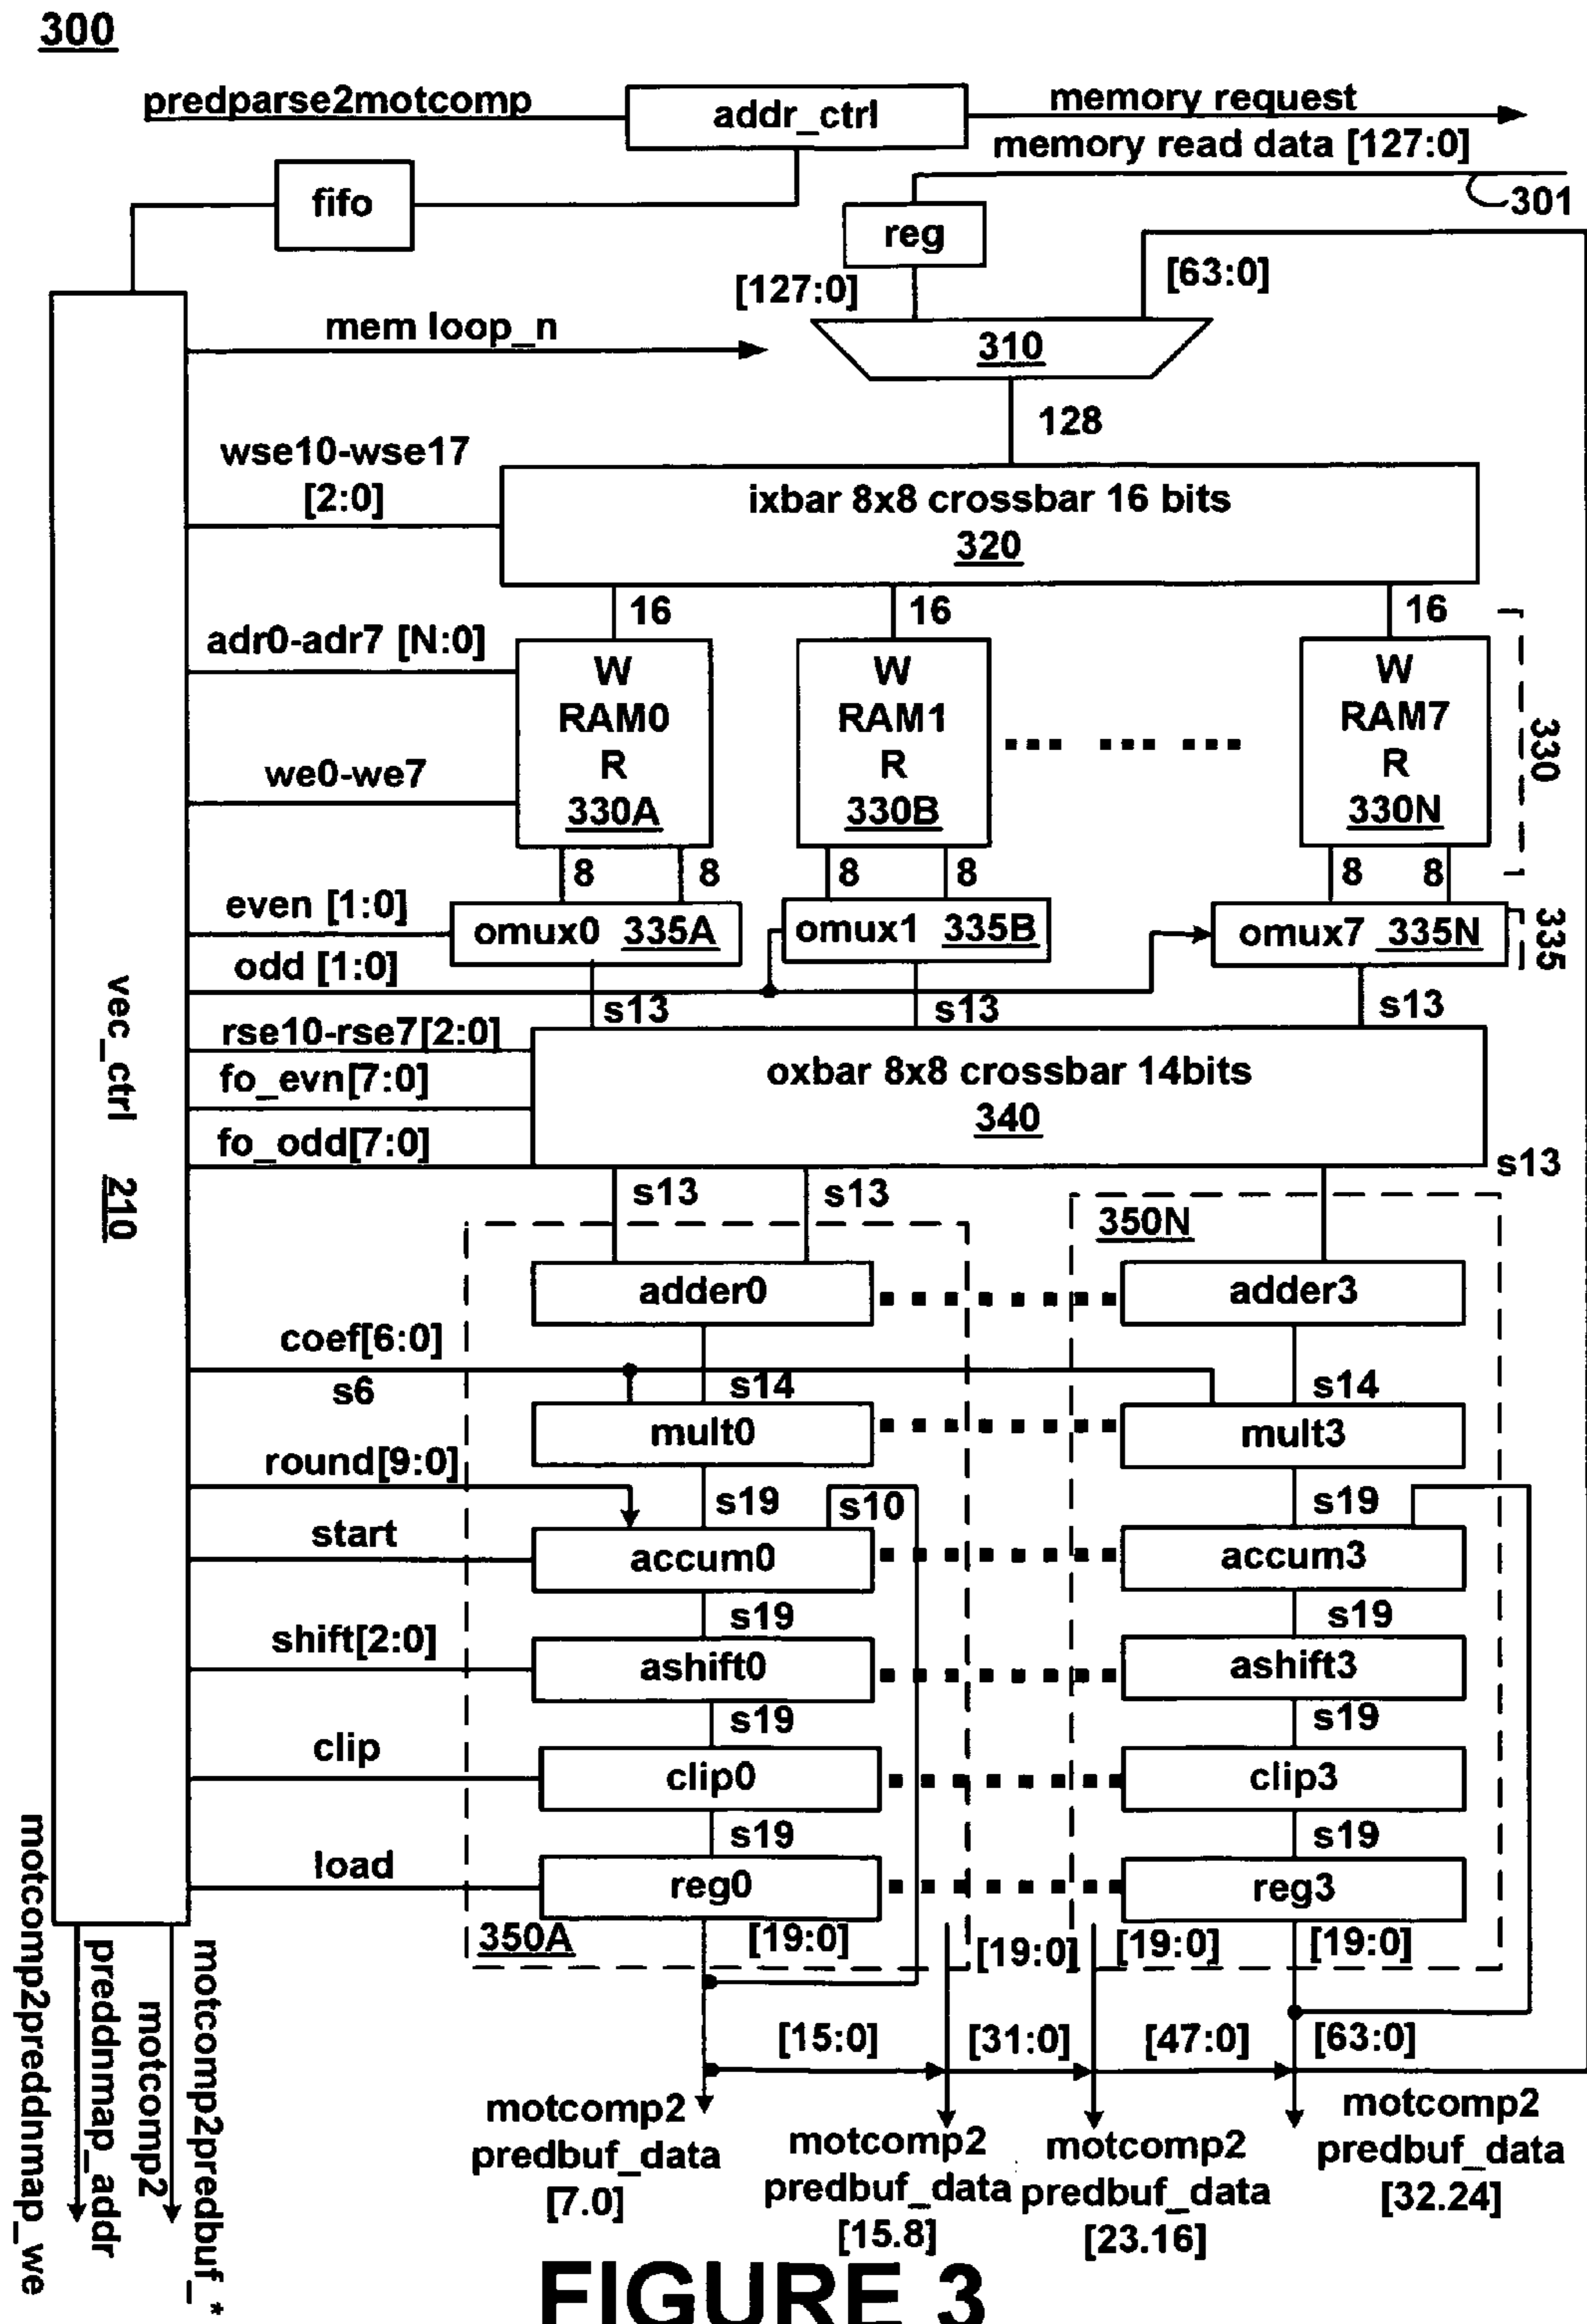 300
predparse2motcomp
addr_ctrl
memory request
memory read data [127:0]
301
fifo
reg
[127:0]
[63:0]
mem loop_n
310
128
wse10-wse17
[2:0]
ixbar 8x8 crossbar 16 bits
320
16
16
16
adr0-adr7 [N:0]
we0-we7
W
RAM0
R
330A
W
RAM1
R
330B
W
RAM7
R
330N
330
8
8
8
8
8
8
even [1:0]
omux0 335A
omux1 335B
omux7 335N
335
odd [1:0]
s13
s13
s13
vec_ctrl 210
rse10-rse7[2:0]
fo_evn[7:0]
fo_odd[7:0]
oxbar 8x8 crossbar 14bits
340
s13
s13
s13
350N
adder0
adder3
coef[6:0]
s6
s14
s14
mult0
mult3
round[9:0]
s19
s10
s19
start
accum0
accum3
s19
s19
shift[2:0]
ashift0
ashift3
s19
s19
clip
clip0
clip3
s19
s19
load
reg0
reg3
350A
[19:0]
[19:0]
[19:0]
[19:0]
[15:0]
[31:0]
[47:0]
[63:0]
motcomp2preddnmap_we
preddnmap_addr
motcomp2
motcomp2predbuf_*
motcomp2
predbuf_data
[7.0]
motcomp2
predbuf_data
[15.8]
motcomp2
predbuf_data
[23.16]
motcomp2
predbuf_data
[32.24]
FIGURE 3